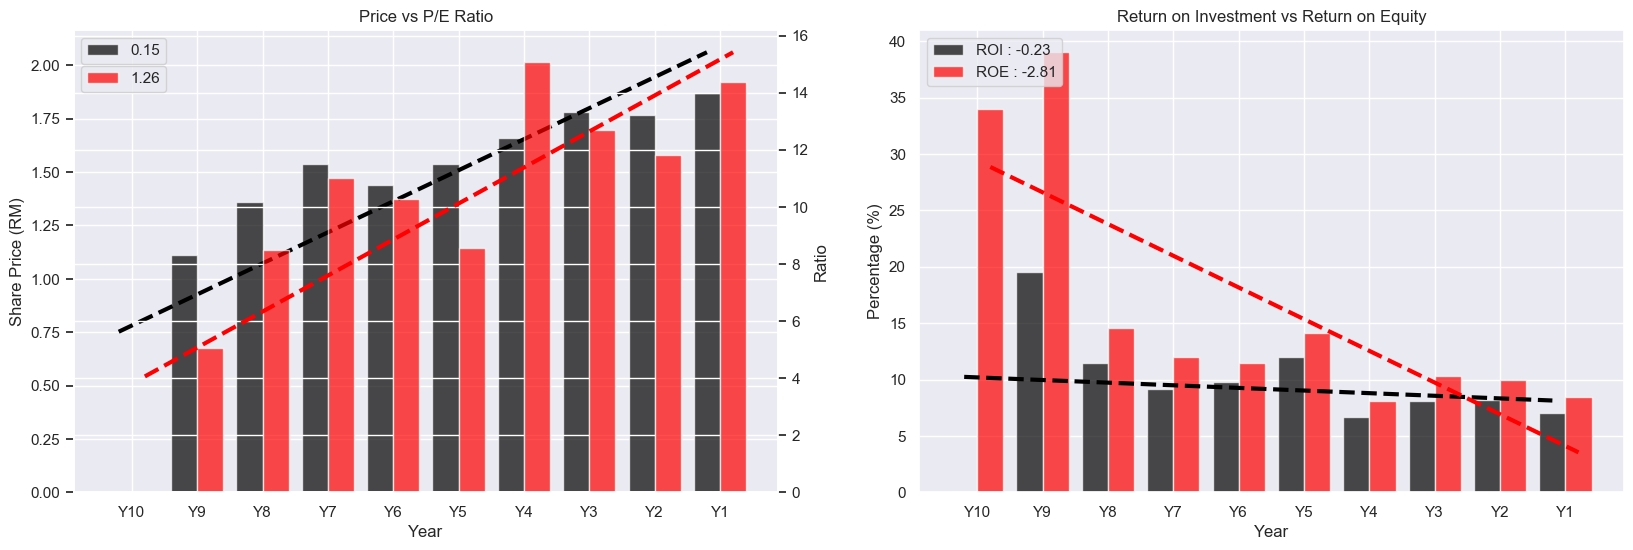 Price vs P/E Ratio
0.15
1.26
Share Price (RM)
2.00
1.75
1.50
1.25
1.00
0.75
0.50
0.25
0.00
16
14
12
10
8
6
4
2
0
Ratio
Y10 Y9 Y8 Y7 Y6 Y5 Y4 Y3 Y2 Y1
Year
Return on Investment vs Return on Equity
ROI : -0.23
ROE : -2.81
Percentage (%)
40
35
30
25
20
15
10
5
0
Y10 Y9 Y8 Y7 Y6 Y5 Y4 Y3 Y2 Y1
Year